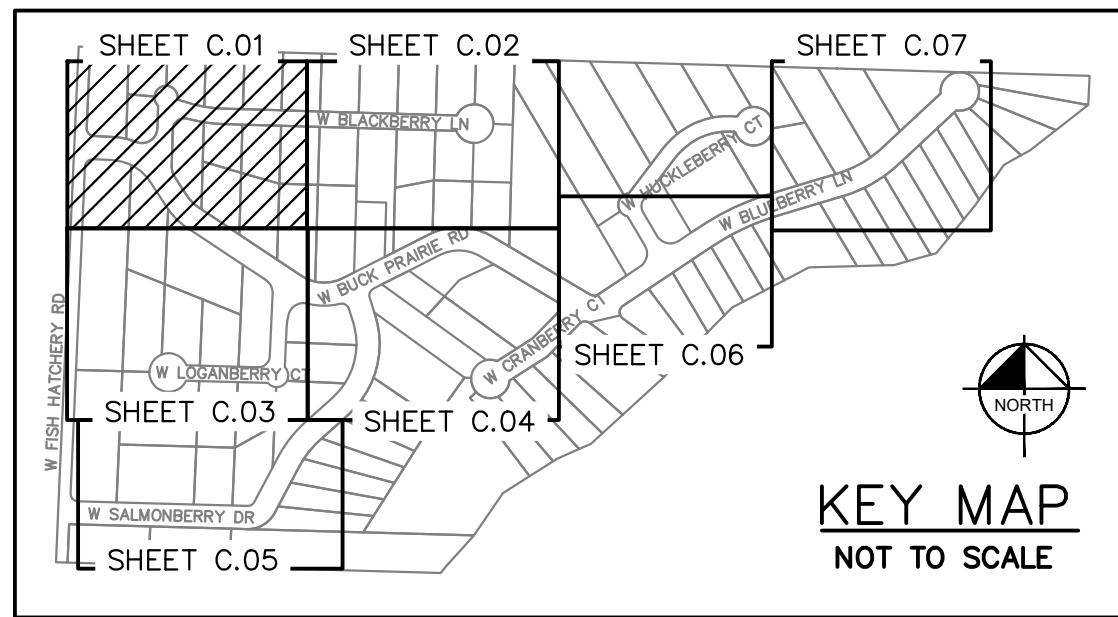 SHEET C.01
SHEET C.02
SHEET C.07
W BLACKBERRY LN
W HUCKLEBERRY CT
W BLUEBERRY LN
W BUCK PRAIRIE RD
W FISH HATCHERY RD
W CRANBERRY CT
SHEET C.06
W LOGANBERRY CT
SHEET C.03
SHEET C.04
NORTH
W SALMONBERRY DR
SHEET C.05
KEY MAP
NOT TO SCALE